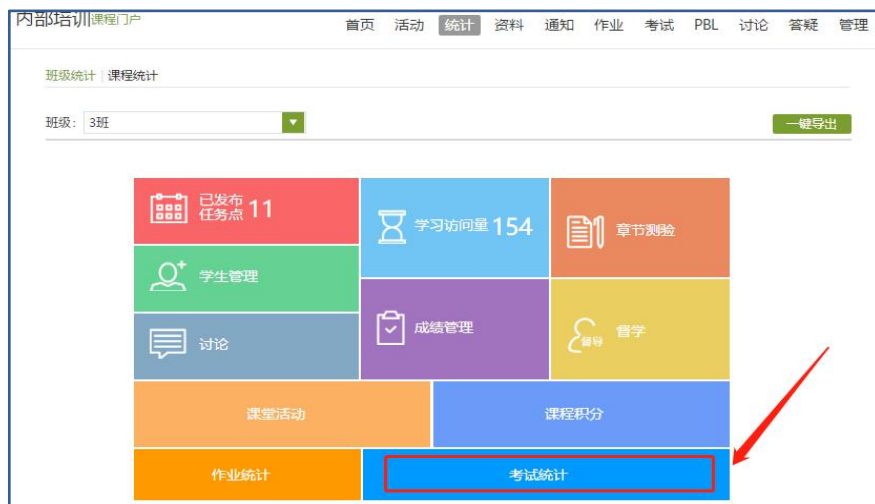 内部培训课程门户
首页 活动 统计 资料 通知 作业 考试 PBL 讨论 答疑 管理
班级统计 | 课程统计
班级: 3班
一键导出
已发布
任务点 11
学习访问量 154
章节测验
学生管理
成绩管理
督导 督学
讨论
课堂活动
课程积分
作业统计
考试统计